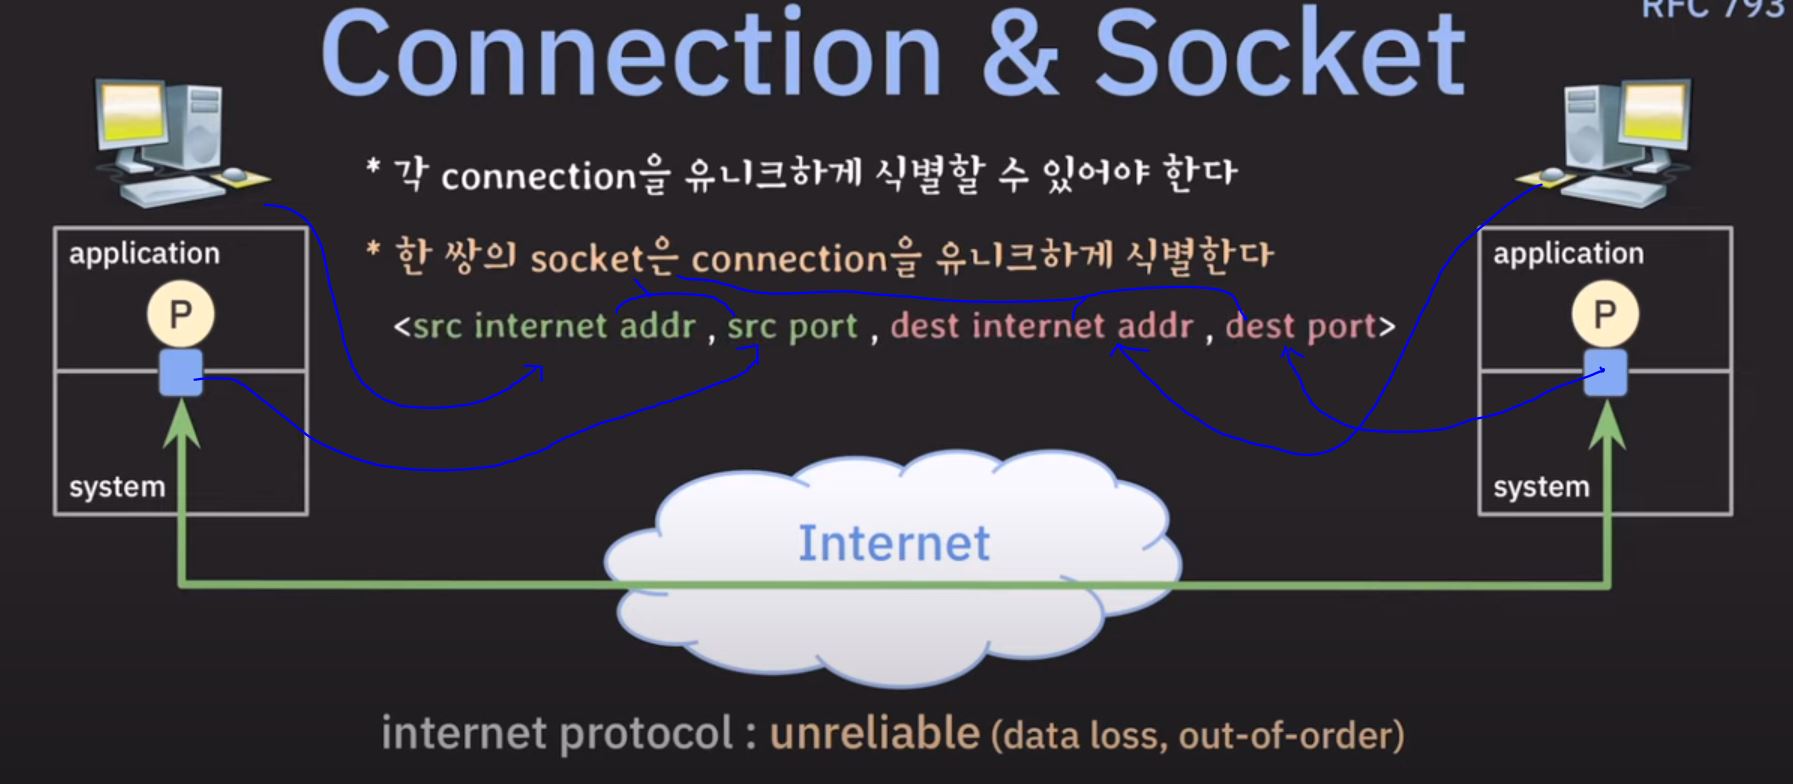 RFC 793
Connection & Socket
* 각 connection을 유니크하게 식별할 수 있어야 한다
* 한 쌍의 socket은 connection을 유니크하게 식별한다
<src internet addr , src port , dest internet addr , dest port>
application
P
system
application
P
system
Internet
internet protocol : unreliable (data loss, out-of-order)